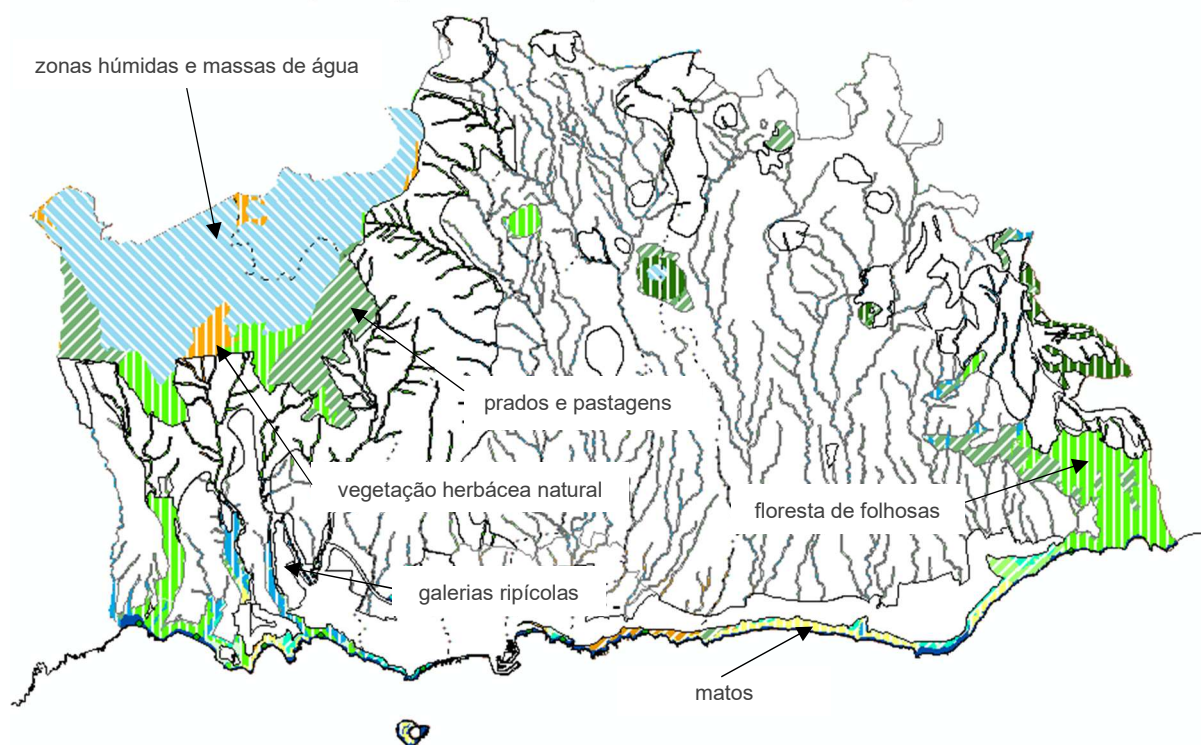 zonas húmidas e massas de água
prados e pastagens
vegetação herbácea natural
floresta de folhosas
galerias ripícolas
matos